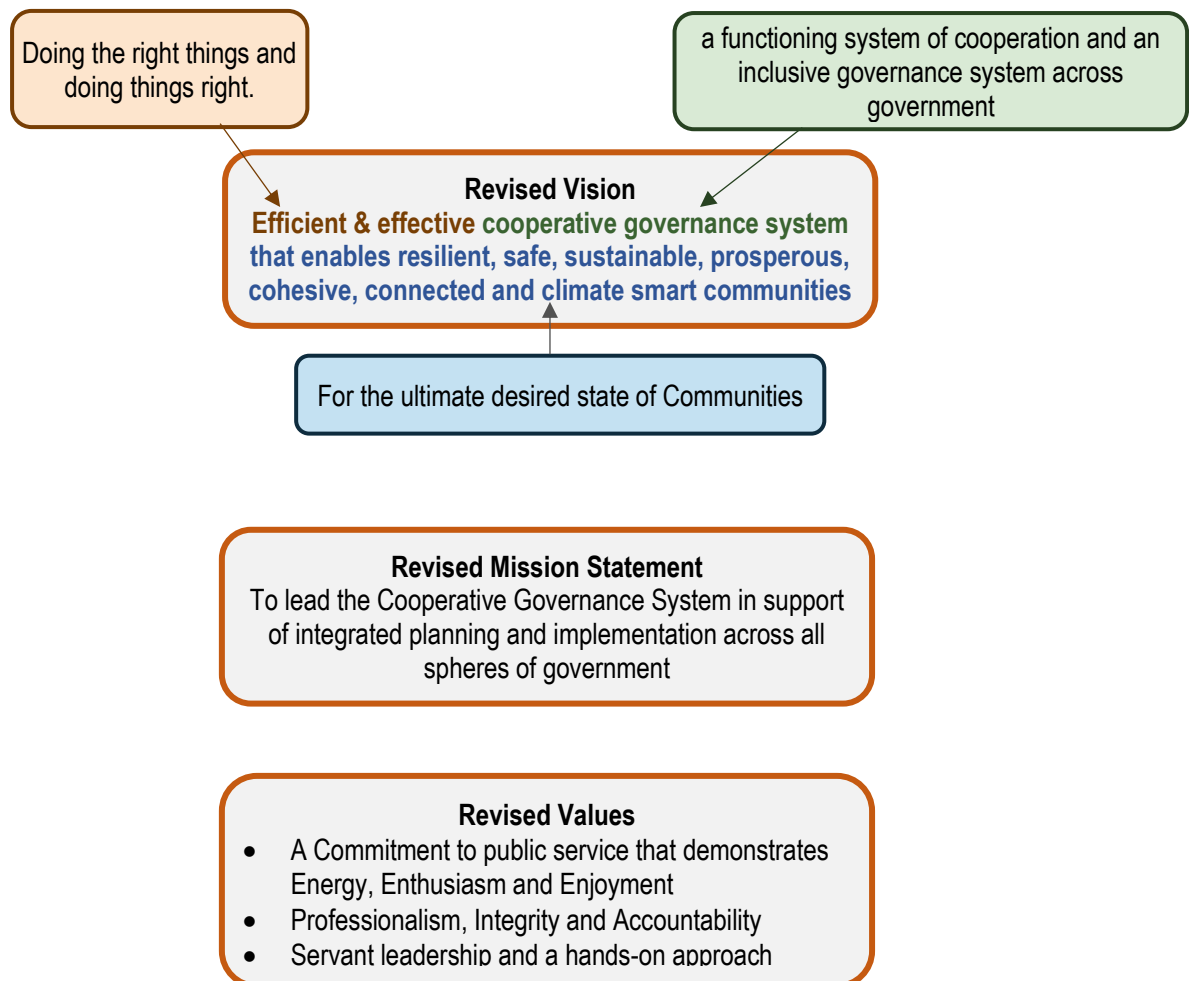 Doing the right things and
doing things right.
a functioning system of cooperation and an
inclusive governance system across
government
Revised Vision
Efficient & effective cooperative governance system
that enables resilient, safe, sustainable, prosperous,
cohesive, connected and climate smart communities
For the ultimate desired state of Communities
Revised Mission Statement
To lead the Cooperative Governance System in support
of integrated planning and implementation across all
spheres of government
Revised Values
• A Commitment to public service that demonstrates
Energy, Enthusiasm and Enjoyment
• Professionalism, Integrity and Accountability
• Servant leadership and a hands-on approach